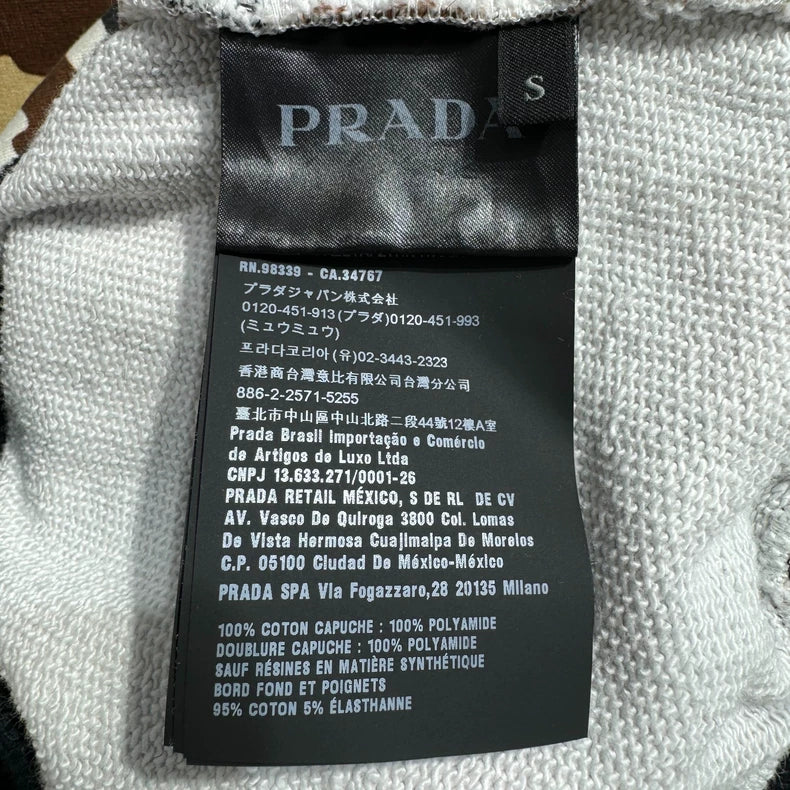 PRADA
S
RN.98339 - CA.34767
プラダジャパン株式会社
0120-451-913(プラダ)0120-451-993
(ミュウミュウ)
프라다코리아(유)02-3443-2323
香港商台灣意比有限公司台灣分公司
886-2-2571-5255
臺北市中山區中山北路二段44號12樓A室
Prada Brasil Importação e Comércio
de Artigos de Luxo Ltda
CNPJ 13.633.271/0001-26
PRADA RETAIL MÉXICO, S DE RL DE CV
AV. Vasco De Quiroga 3800 Col. Lomas
De Vista Hermosa Cuajimalpa De Morelos
C.P. 05100 Ciudad De México-México
PRADA SPA Via Fogazzaro,28 20135 Milano
100% COTON CAPUCHE : 100% POLYAMIDE
DOUBLURE CAPUCHE : 100% POLYAMIDE
SAUF RÉSINES EN MATIÈRE SYNTHÉTIQUE
BORD FOND ET POIGNETS
95% COTON 5% ÉLASTHANNE